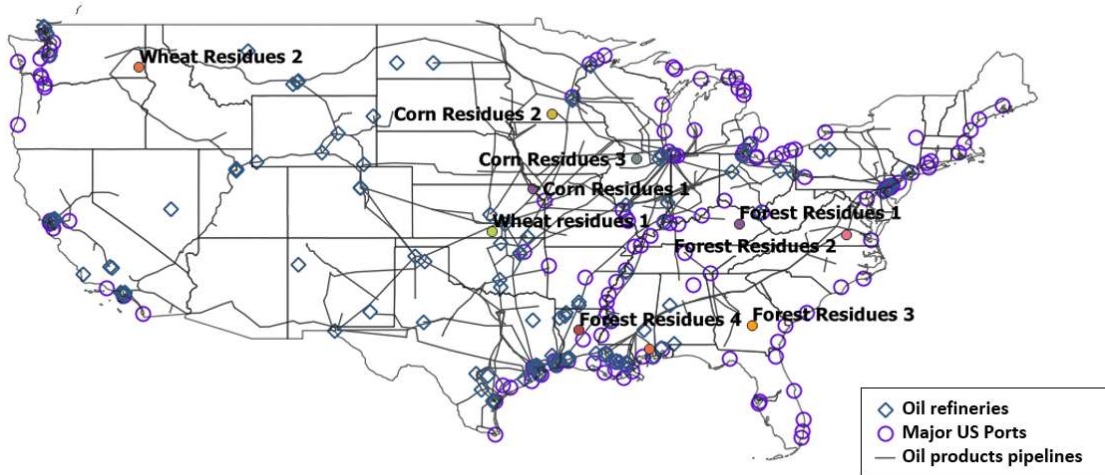 Wheat Residues 2
Corn Residues 2
Corn Residues 3
Corn Residues 1
Wheat residues 1
Forest Residues 1
Forest Residues 2
Forest Residues 4
Forest Residues 3
Oil refineries
Major US Ports
Oil products pipelines